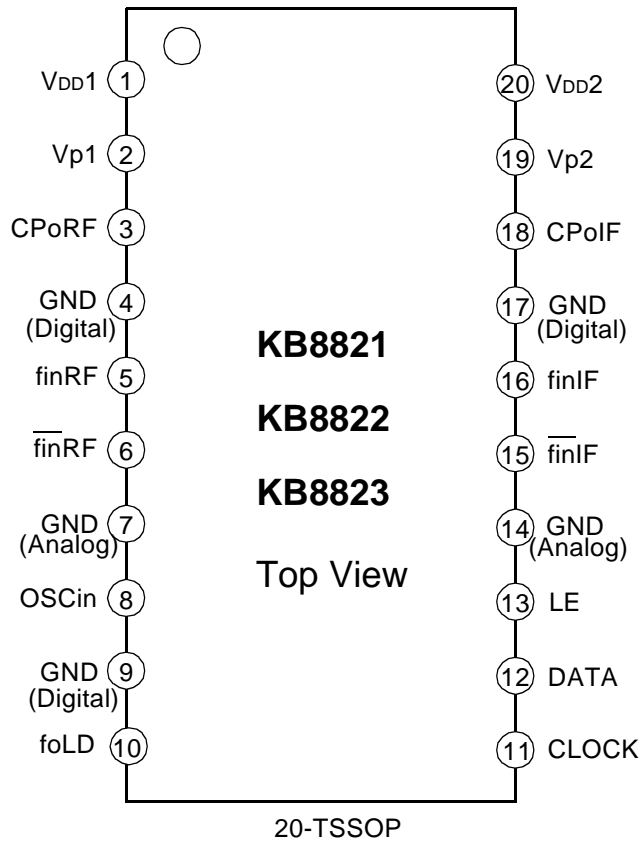 VDD1 1
Vp1 2
CPoRF 3
GND 4
(Digital)
finRF 5
f̅i̅n̅RF 6
GND 7
(Analog)
OSCin 8
GND 9
(Digital)
foLD 10
KB8821
KB8822
KB8823
Top View
20 VDD2
19 Vp2
18 CPoIF
17 GND
(Digital)
16 finIF
15 f̅i̅n̅IF
14 GND
(Analog)
13 LE
12 DATA
11 CLOCK
20-TSSOP